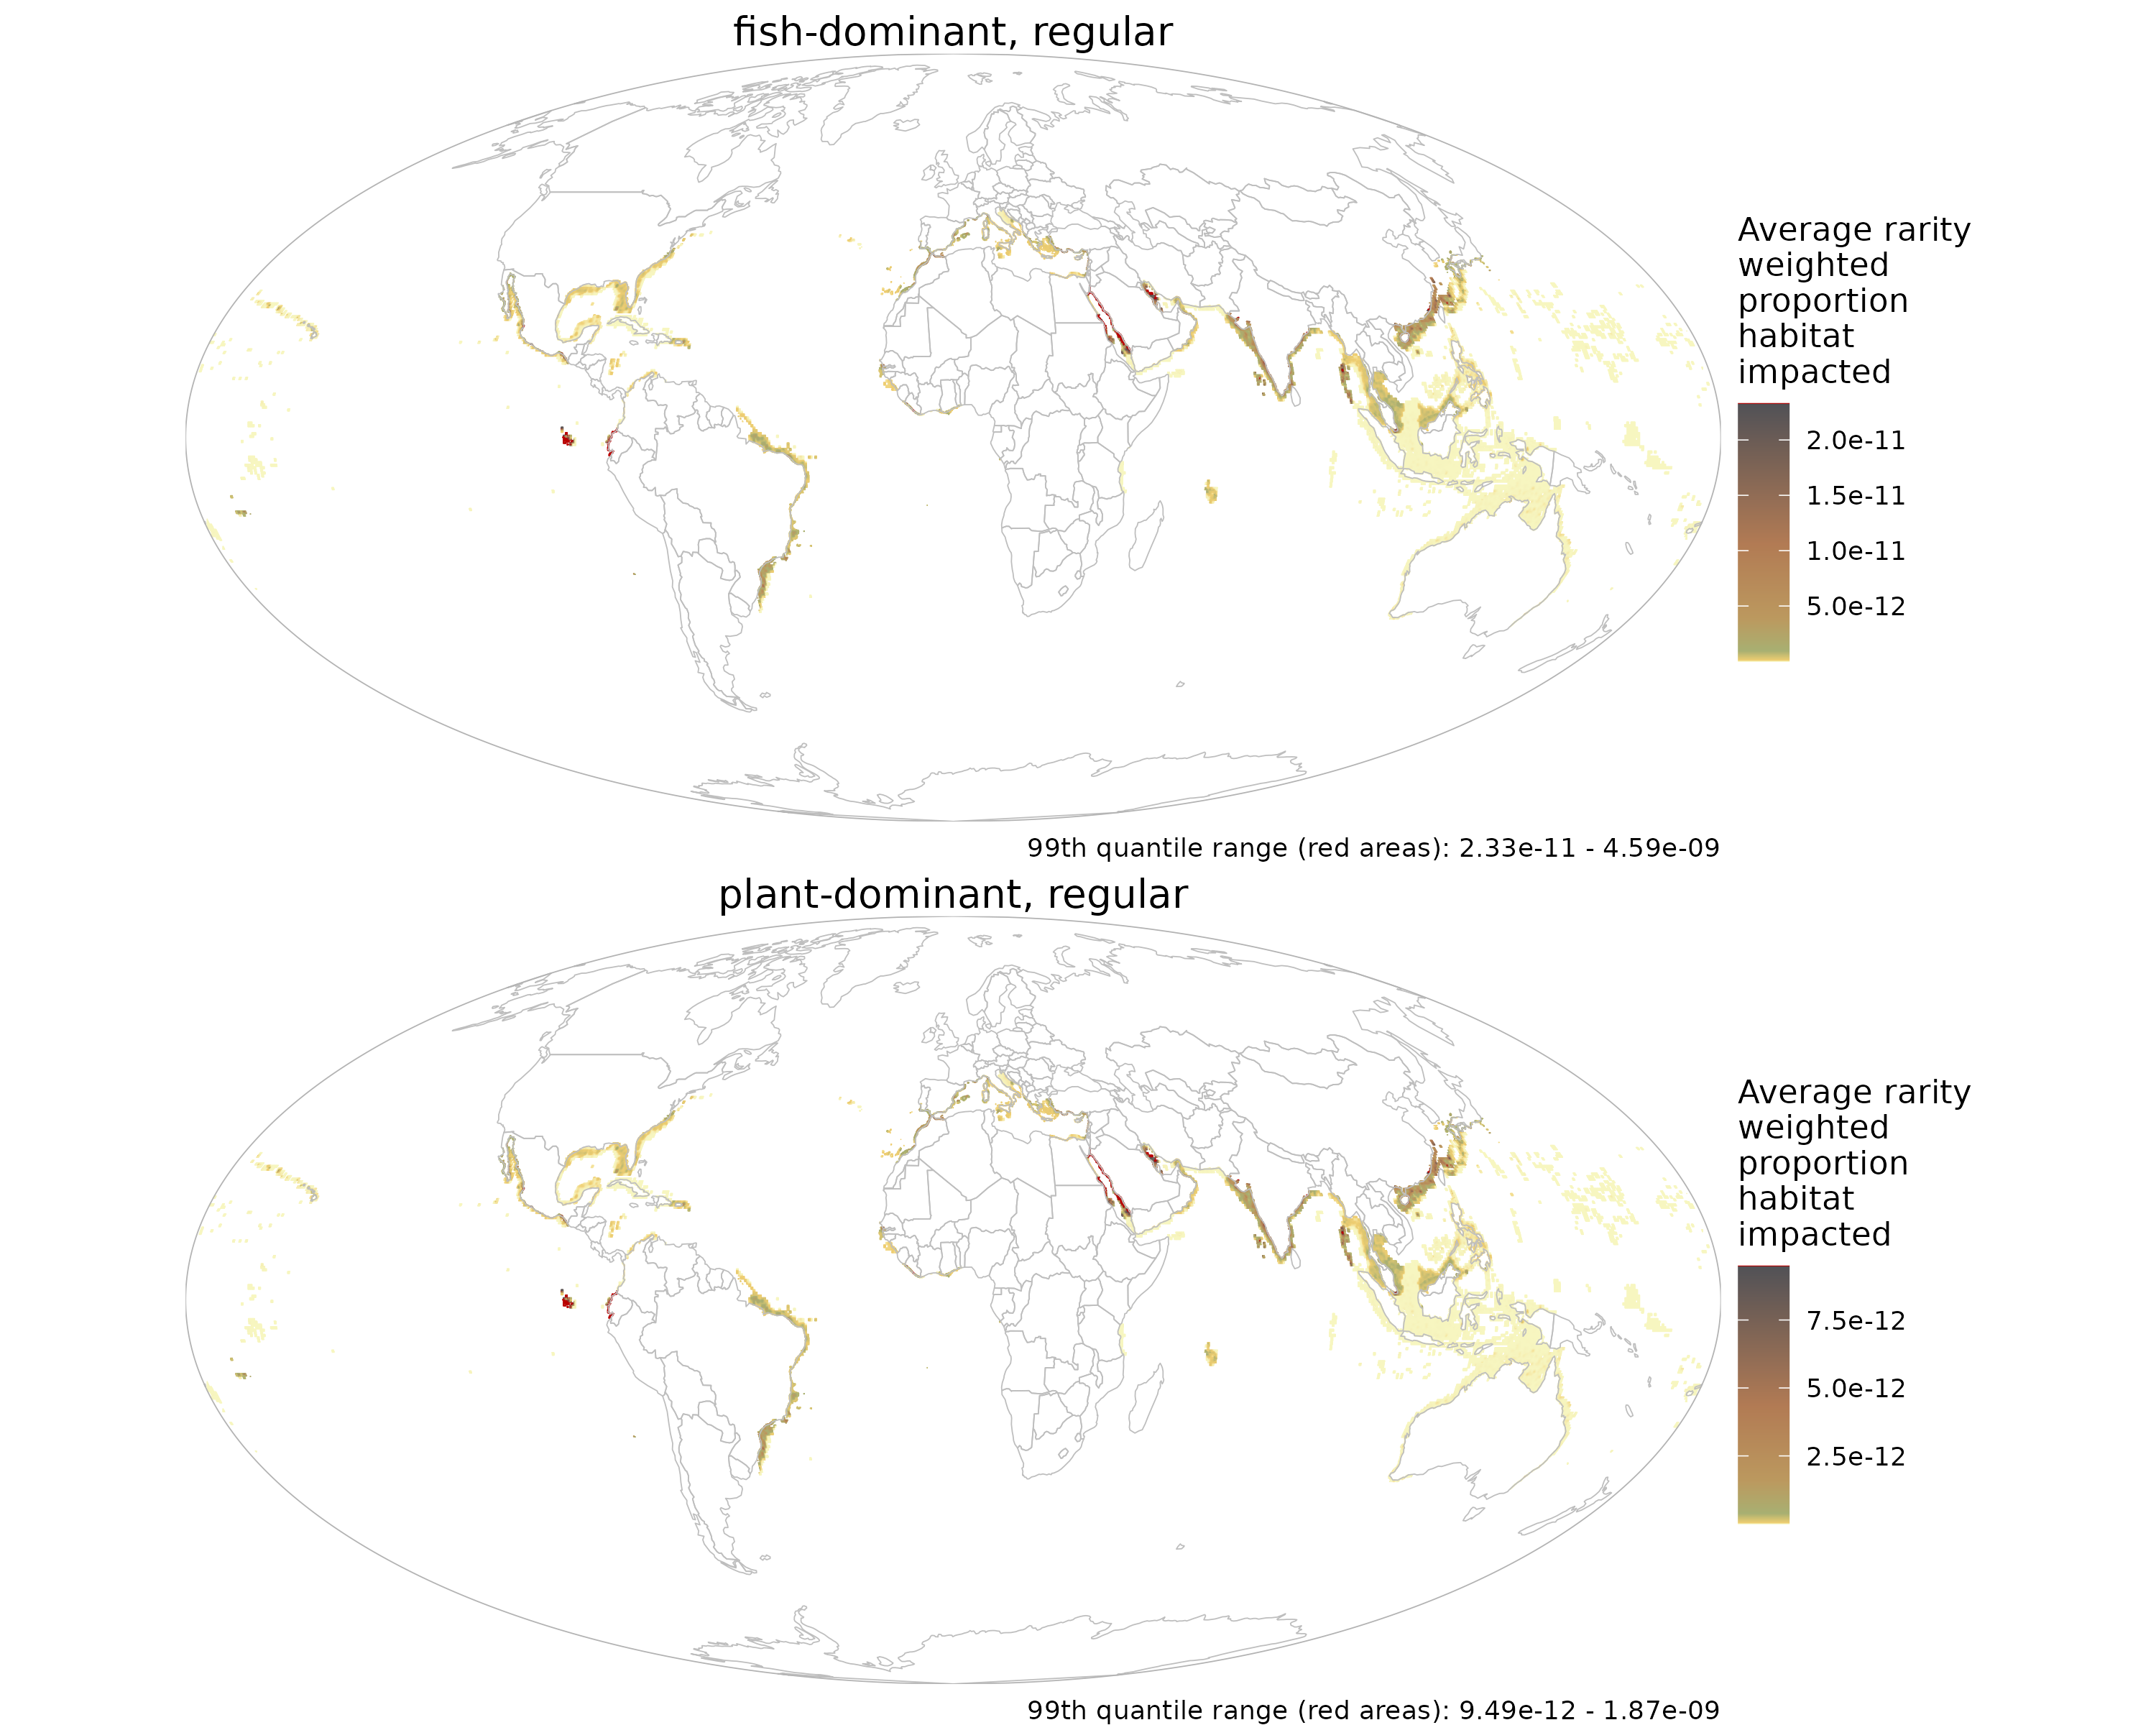 fish-dominant, regular
Average rarity
weighted
proportion
habitat
impacted
2.0e-11
1.5e-11
1.0e-11
5.0e-12
99th quantile range (red areas): 2.33e-11 - 4.59e-09
plant-dominant, regular
Average rarity
weighted
proportion
habitat
impacted
7.5e-12
5.0e-12
2.5e-12
99th quantile range (red areas): 9.49e-12 - 1.87e-09